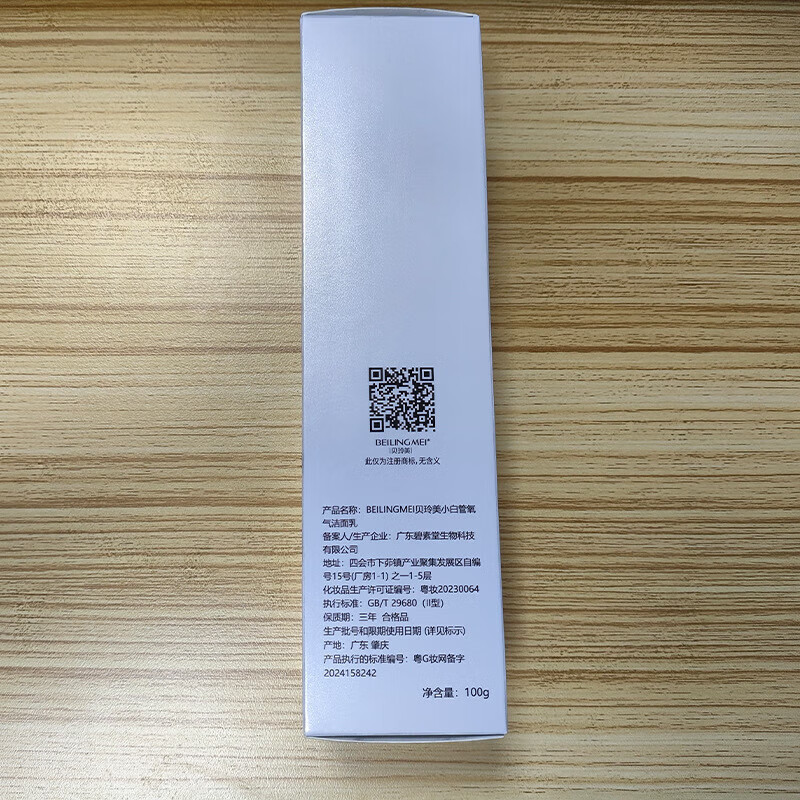 BEILINGMEI®
贝玲美
此仅为注册商标,无含义
产品名称：BEILINGMEI贝玲美小白管氧
气洁面乳
备案人/生产企业：广东碧素堂生物科技
有限公司
地址：四会市下茆镇产业聚集发展区自编
号15号(厂房1-1) 之一1-5层
化妆品生产许可证编号：粤妆20230064
执行标准：GB/T 29680（II型）
保质期：三年 合格品
生产批号和限期使用日期 (详见标示)
产地：广东 肇庆
产品执行的标准编号：粤G妆网备字
2024158242
净含量：100g